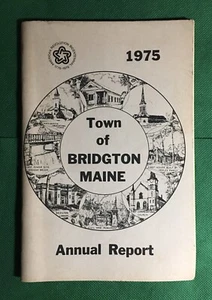 1975
Town
of
BRIDGTON
MAINE
Annual Report